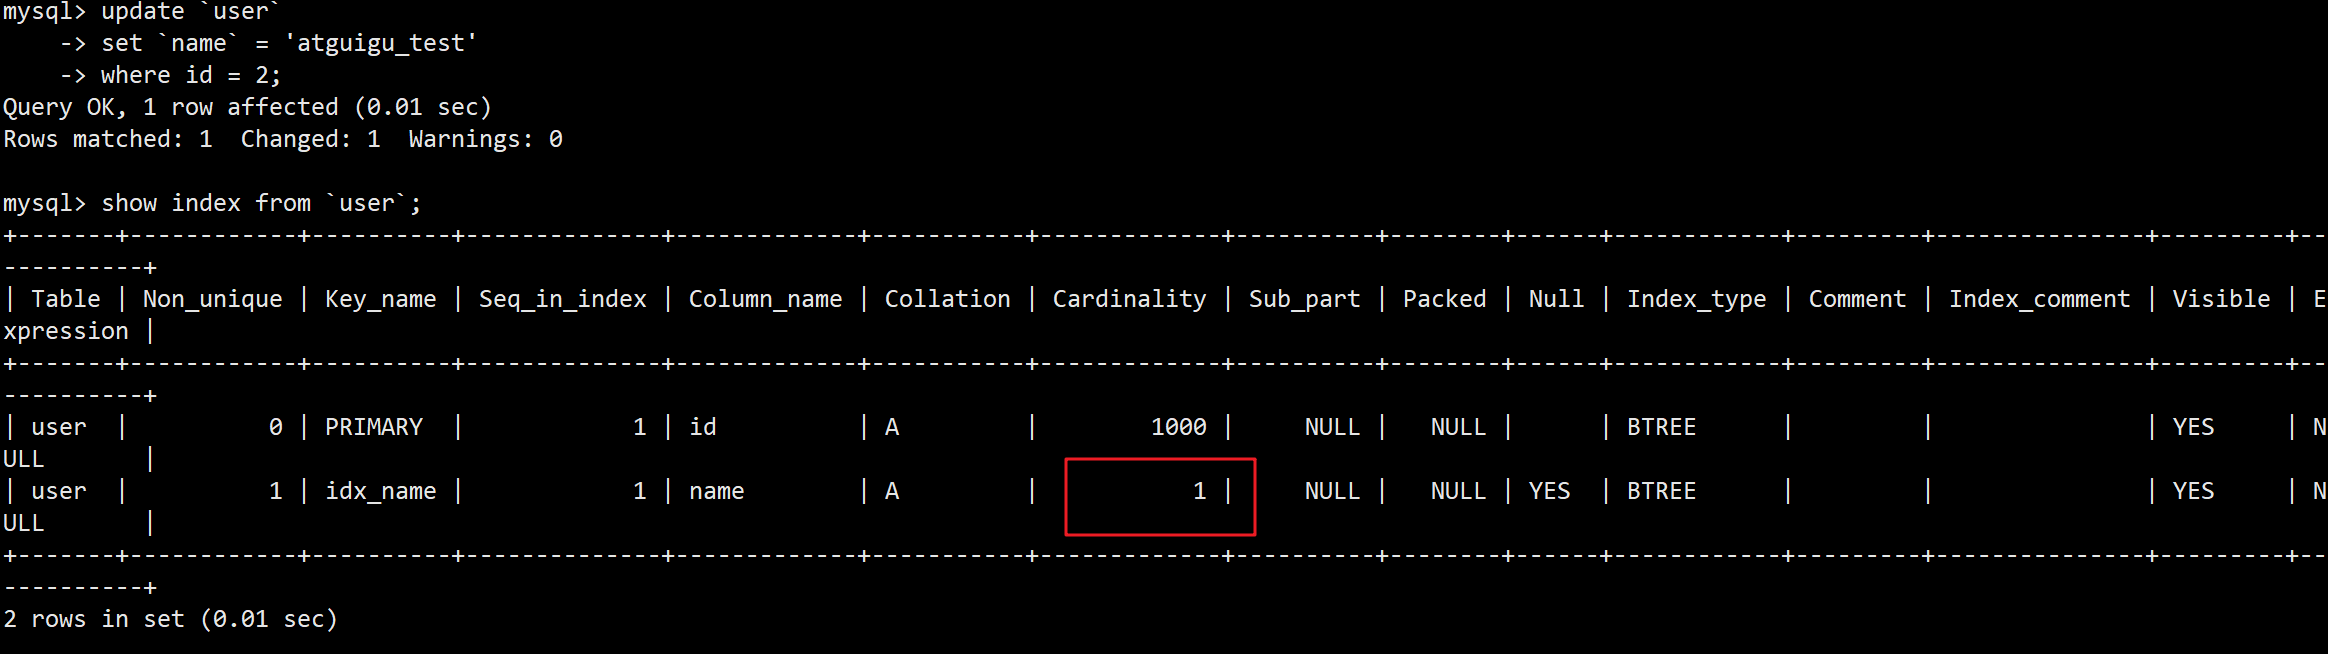 mysql> update `user`
    -> set `name` = 'atguigu_test'
    -> where id = 2;
Query OK, 1 row affected (0.01 sec)
Rows matched: 1  Changed: 1  Warnings: 0

mysql> show index from `user`;
+-------+------------+----------+--------------+-------------+-----------+-------------+----------+--------+------+------------+---------+---------------+---------+--
----------+
| Table | Non_unique | Key_name | Seq_in_index | Column_name | Collation | Cardinality | Sub_part | Packed | Null | Index_type | Comment | Index_comment | Visible | E
xpression |
+-------+------------+----------+--------------+-------------+-----------+-------------+----------+--------+------+------------+---------+---------------+---------+--
----------+
| user  |          0 | PRIMARY  |            1 | id          | A         |        1000 |     NULL |   NULL |      | BTREE      |         |               | YES     | N
ULL       |
| user  |          1 | idx_name |            1 | name        | A         |           1 |     NULL |   NULL | YES  | BTREE      |         |               | YES     | N
ULL       |
+-------+------------+----------+--------------+-------------+-----------+-------------+----------+--------+------+------------+---------+---------------+---------+--
----------+
2 rows in set (0.01 sec)